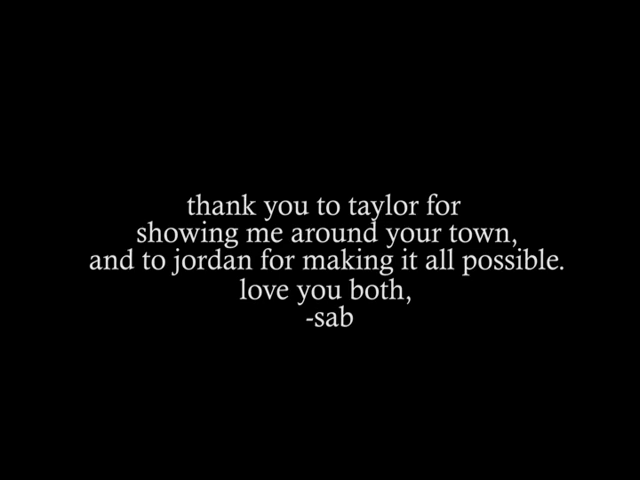 thank you to taylor for
showing me around your town,
and to jordan for making it all possible.
love you both,
-sab